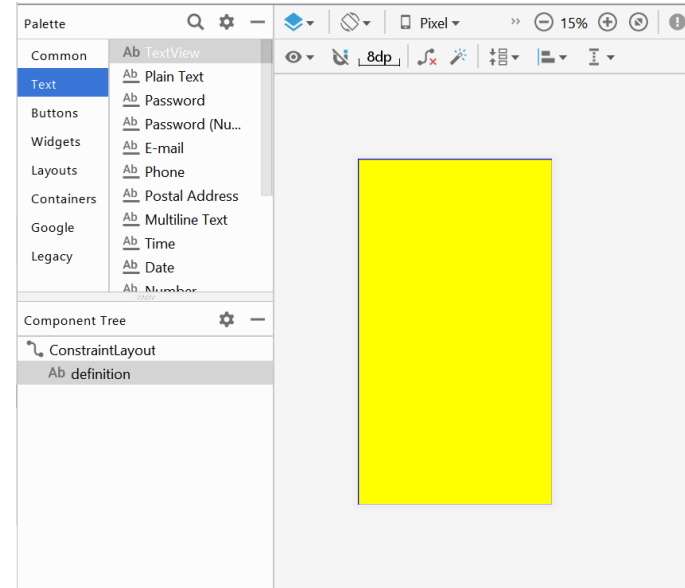 Palette
Pixel
15%
Common
Text
Buttons
Widgets
Layouts
Containers
Google
Legacy
Ab TextView
Ab Plain Text
Ab Password
Ab Password (Nu...
Ab E-mail
Ab Phone
Ab Postal Address
Ab Multiline Text
Ab Time
Ab Date
Ab Number
8dp
Component Tree
ConstraintLayout
Ab definition